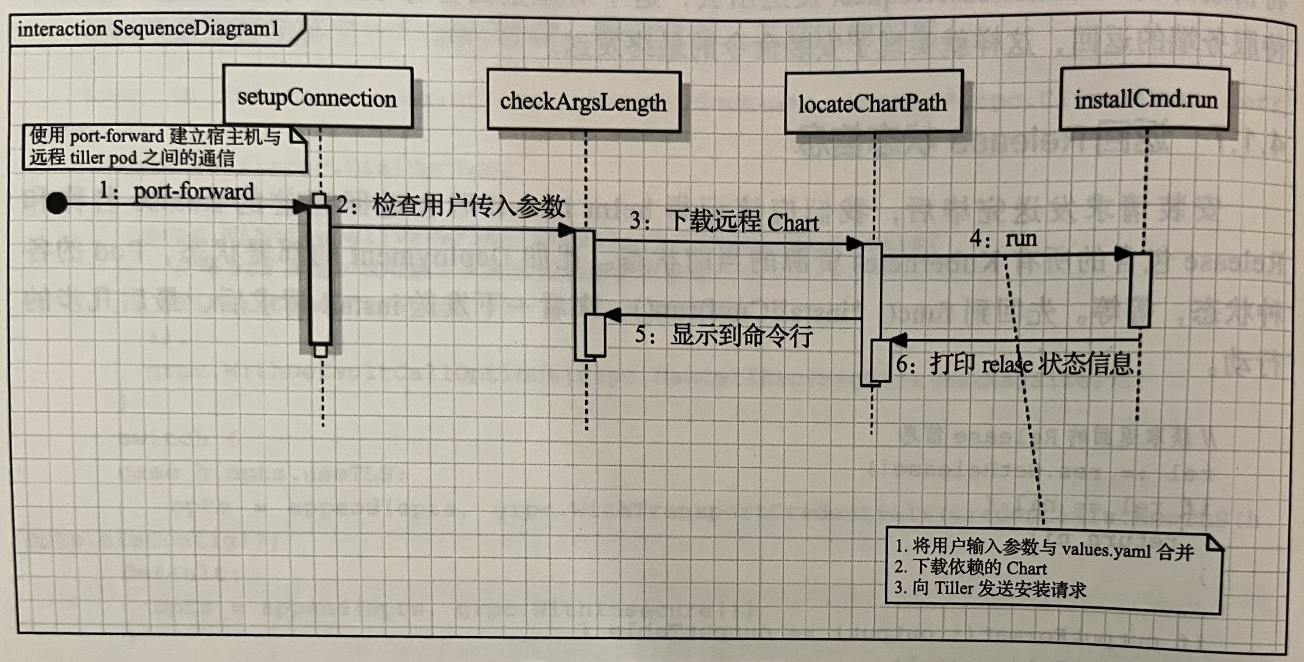 interaction SequenceDiagram1
setupConnection
checkArgsLength
locateChartPath
installCmd.run
使用 port-forward 建立宿主机与
远程 tiller pod 之间的通信
1：port-forward
2：检查用户传入参数
3：下载远程 Chart
4：run
5：显示到命令行
6：打印 relase 状态信息
1. 将用户输入参数与 values.yaml 合并
2. 下载依赖的 Chart
3. 向 Tiller 发送安装请求